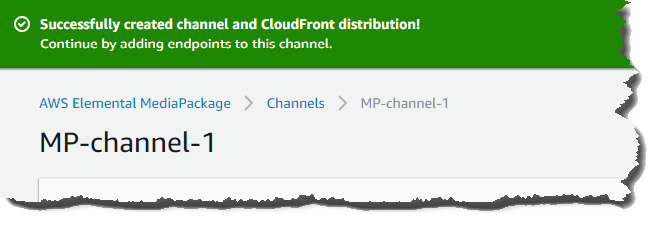 Successfully created channel and CloudFront distribution!
Continue by adding endpoints to this channel.
AWS Elemental MediaPackage > Channels > MP-channel-1
MP-channel-1